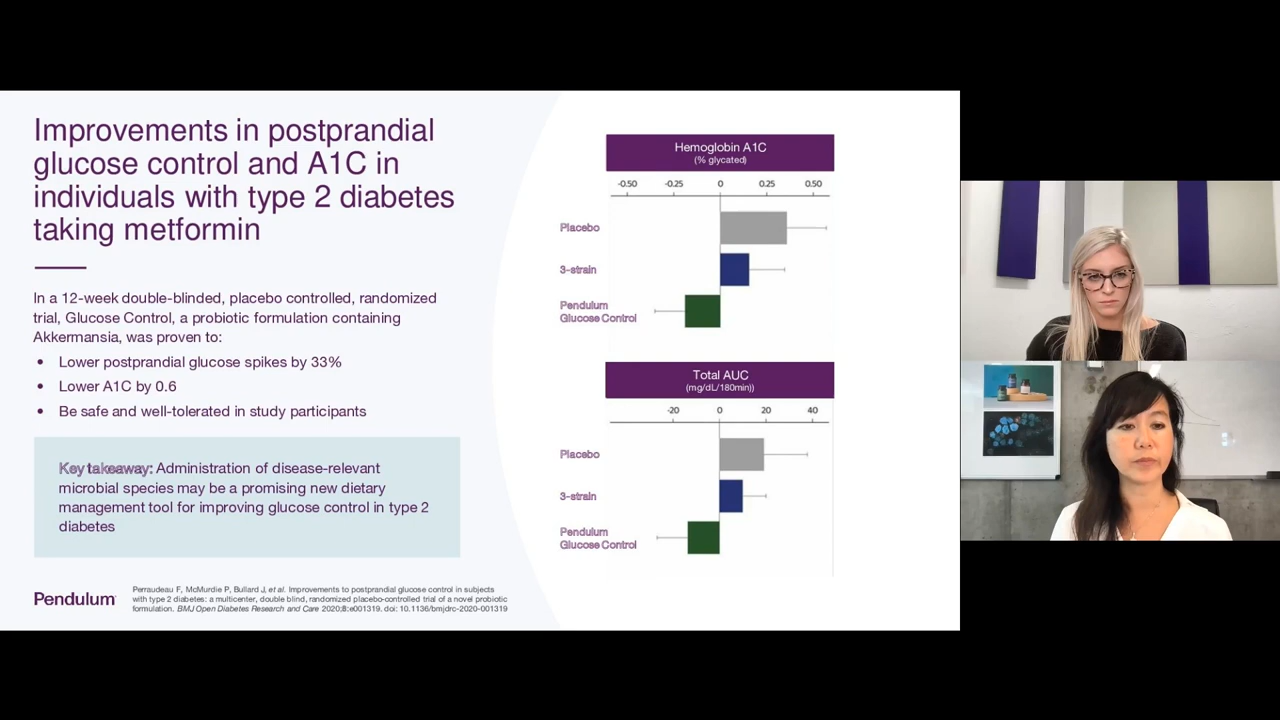 Improvements in postprandial
glucose control and A1C in
individuals with type 2 diabetes
taking metformin
In a 12-week double-blinded, placebo controlled, randomized
trial, Glucose Control, a probiotic formulation containing
Akkermansia, was proven to:
• Lower postprandial glucose spikes by 33%
• Lower A1C by 0.6
• Be safe and well-tolerated in study participants
Key takeaway: Administration of disease-relevant
microbial species may be a promising new dietary
management tool for improving glucose control in type 2
diabetes
Pendulum
Perraudeau F, McMurdie P, Bullard J, et al. Improvements to postprandial glucose control in subjects
with type 2 diabetes: a multicenter, double blind, randomized placebo-controlled trial of a novel probiotic
formulation. BMJ Open Diabetes Research and Care 2020;8:e001319. doi: 10.1136/bmjdrc-2020-001319
Hemoglobin A1C
(% glycated)
-0.50 -0.25 0 0.25 0.50
Placebo
3-strain
Pendulum
Glucose Control
Total AUC
(mg/dL/180min))
-20 0 20 40
Placebo
3-strain
Pendulum
Glucose Control